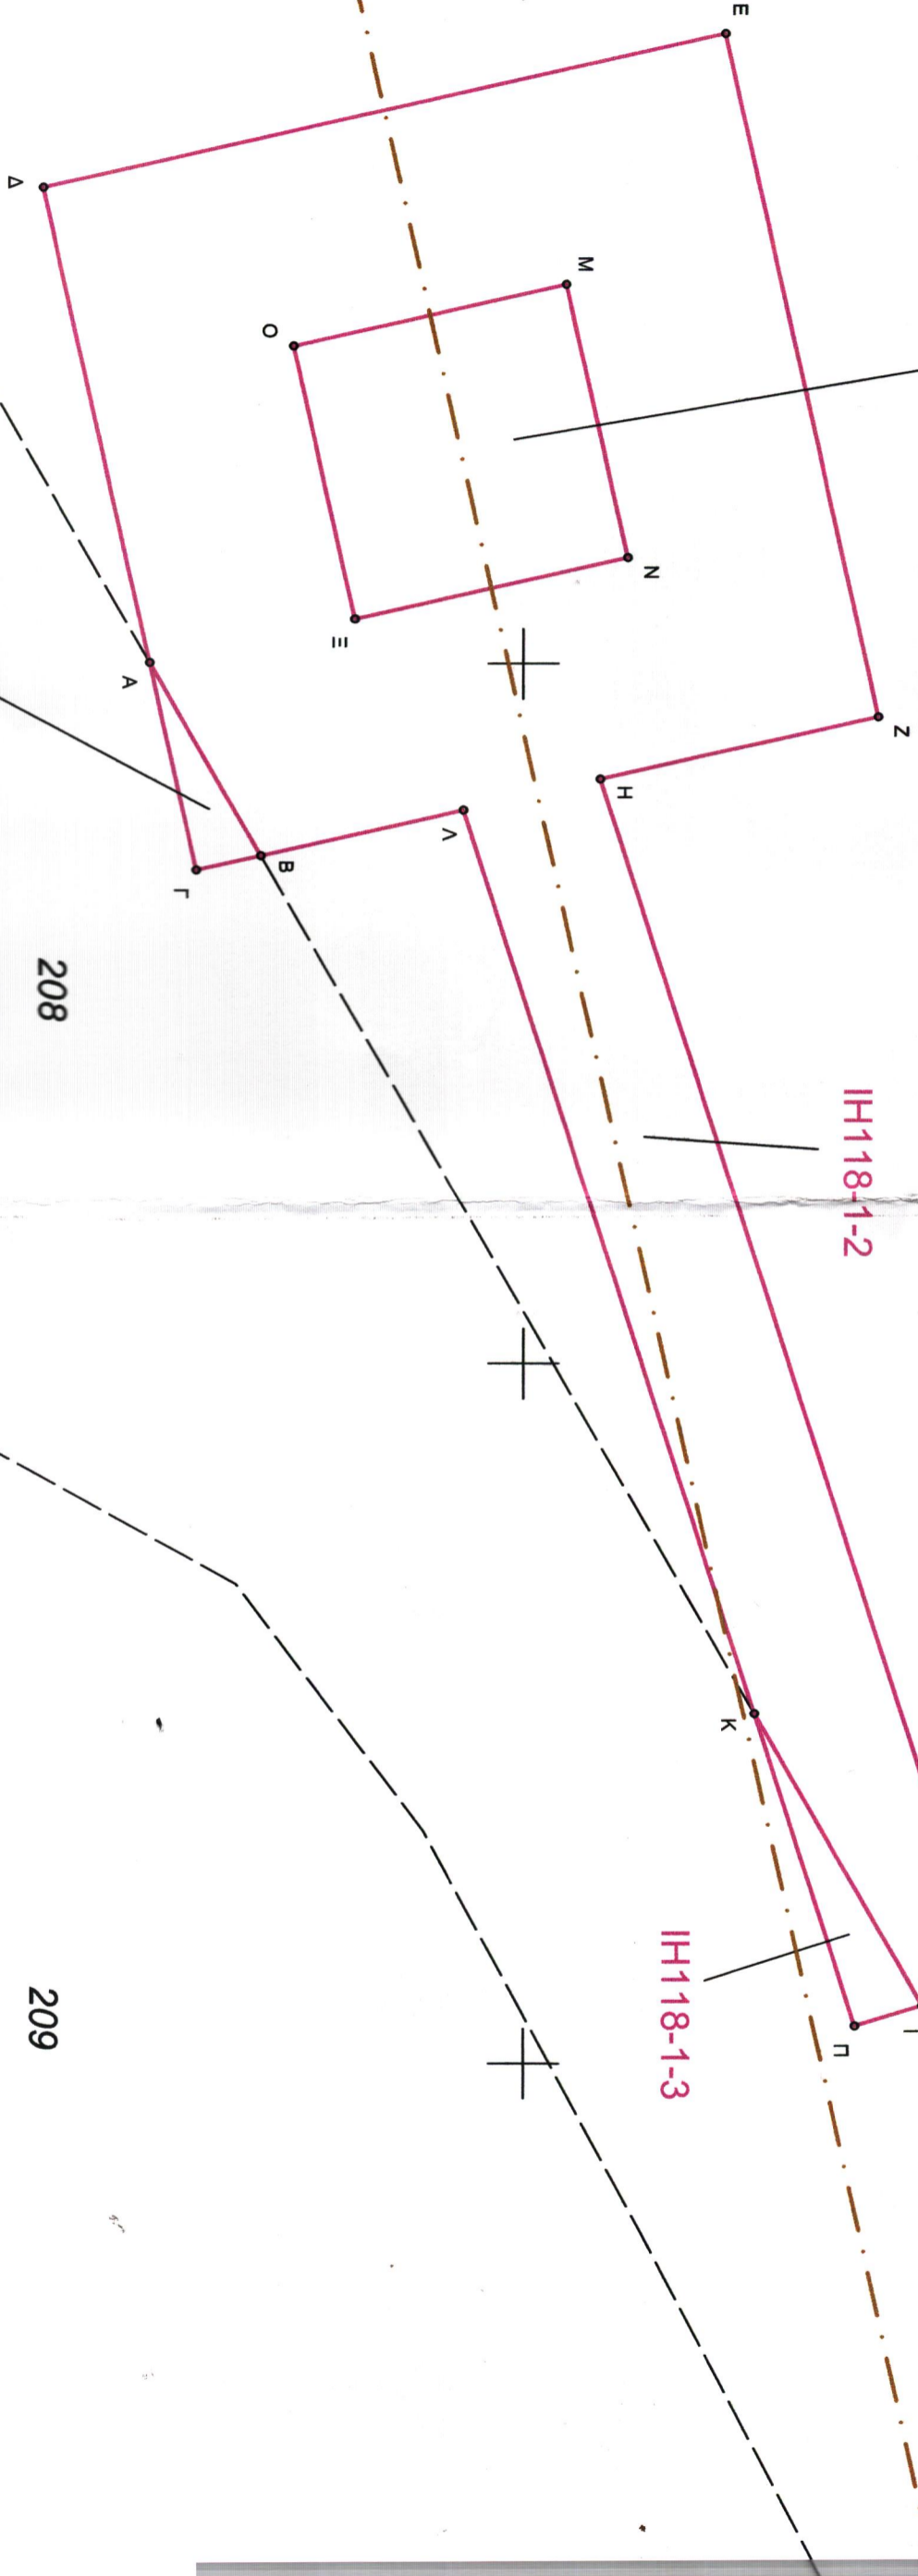 Ε
Δ
Μ
Ο
Ν
Ξ
Ζ
Α
Η
Λ
Β
Γ
208
ΙΗ118-1-2
Κ
ΙΗ118-1-3
Ι
Π
209